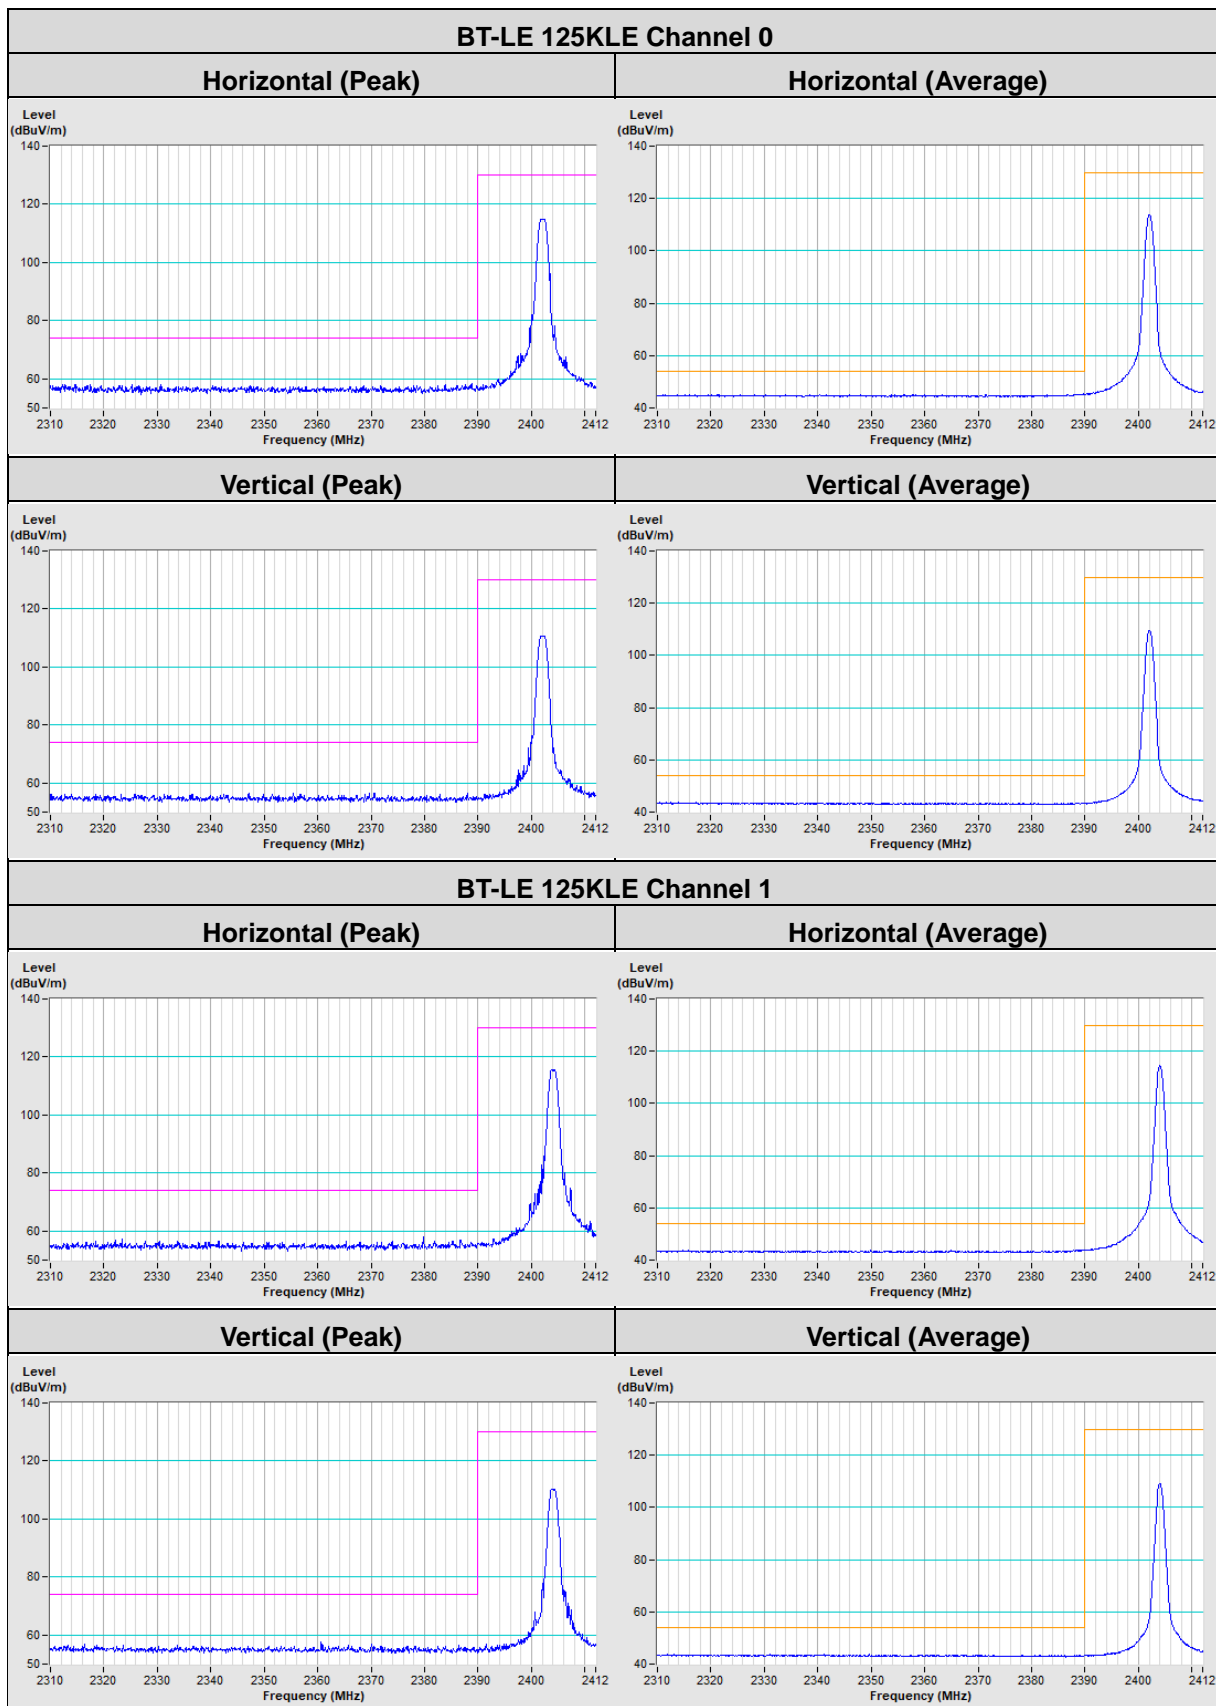 BT-LE 125KLE Channel 0
Horizontal (Peak)
Horizontal (Average)
Level
(dBuV/m)
140
120
100
80
60
50
2310 2320 2330 2340 2350 2360 2370 2380 2390 2400 2412
Frequency (MHz)
Level
(dBuV/m)
140
120
100
80
60
40
2310 2320 2330 2340 2350 2360 2370 2380 2390 2400 2412
Frequency (MHz)
Vertical (Peak)
Vertical (Average)
Level
(dBuV/m)
140
120
100
80
60
50
2310 2320 2330 2340 2350 2360 2370 2380 2390 2400 2412
Frequency (MHz)
Level
(dBuV/m)
140
120
100
80
60
40
2310 2320 2330 2340 2350 2360 2370 2380 2390 2400 2412
Frequency (MHz)
BT-LE 125KLE Channel 1
Horizontal (Peak)
Horizontal (Average)
Level
(dBuV/m)
140
120
100
80
60
50
2310 2320 2330 2340 2350 2360 2370 2380 2390 2400 2412
Frequency (MHz)
Level
(dBuV/m)
140
120
100
80
60
40
2310 2320 2330 2340 2350 2360 2370 2380 2390 2400 2412
Frequency (MHz)
Vertical (Peak)
Vertical (Average)
Level
(dBuV/m)
140
120
100
80
60
50
2310 2320 2330 2340 2350 2360 2370 2380 2390 2400 2412
Frequency (MHz)
Level
(dBuV/m)
140
120
100
80
60
40
2310 2320 2330 2340 2350 2360 2370 2380 2390 2400 2412
Frequency (MHz)